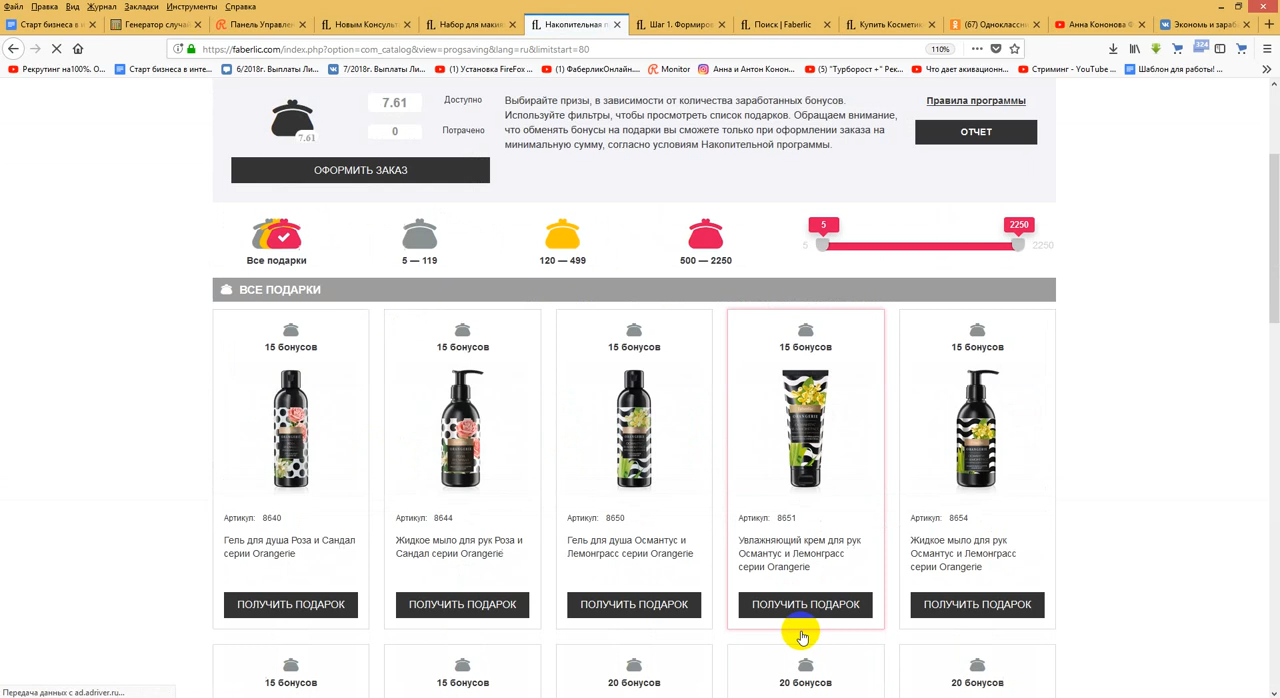 Файл Правка Вид Журнал Закладки Инструменты Справка
Старт бизнеса в и Генератор случай Панель Управлен Новым Консульт Набор для макия Накопительная п Шаг 1. Формиров Поиск | Faberlic Купить Косметик (67) Одноклассн Анна Кононова Ф Экономь и зараб
https://faberlic.com/index.php?option=com_catalog&view=progsaving&lang=ru&limitstart=80 110% 324
Рекрутинг на100%. О... Старт бизнеса в инте... 6/2018г. Выплаты Ли... 7/2018г. Выплаты Ли... (1) Установка FireFox ... (1) ФаберликОнлайн.... Monitor Анна и Антон Конон... (5) "Турборост +" Рек... Что дает акивационн... Стриминг - YouTube ... Шаблон для работы! ...
7.61 Доступно
0 Потрачено
7.61
ОФОРМИТЬ ЗАКАЗ
Выбирайте призы, в зависимости от количества заработанных бонусов.
Используйте фильтры, чтобы просмотреть список подарков. Обращаем внимание,
что обменять бонусы на подарки вы сможете только при оформлении заказа на
минимальную сумму, согласно условиям Накопительной программы.
Правила программы
ОТЧЕТ
Все подарки 5 — 119 120 — 499 500 — 2250
5 2250
5 2250
ВСЕ ПОДАРКИ
15 бонусов 15 бонусов 15 бонусов 15 бонусов 15 бонусов
Артикул: 8640
Гель для душа Роза и Сандал
серии Orangerie
ПОЛУЧИТЬ ПОДАРОК
Артикул: 8644
Жидкое мыло для рук Роза и
Сандал серии Orangerie
ПОЛУЧИТЬ ПОДАРОК
Артикул: 8650
Гель для душа Османтус и
Лемонграсс серии Orangerie
ПОЛУЧИТЬ ПОДАРОК
Артикул: 8651
Увлажняющий крем для рук
Османтус и Лемонграсс
серии Orangerie
ПОЛУЧИТЬ ПОДАРОК
Артикул: 8654
Жидкое мыло для рук
Османтус и Лемонграсс
серии Orangerie
ПОЛУЧИТЬ ПОДАРОК
15 бонусов 15 бонусов 20 бонусов 20 бонусов 20 бонусов
Передача данных с ad.adriver.ru...